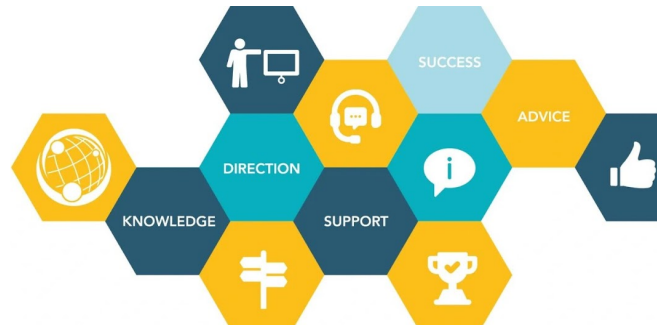 SUCCESS
ADVICE
DIRECTION
KNOWLEDGE
SUPPORT
i